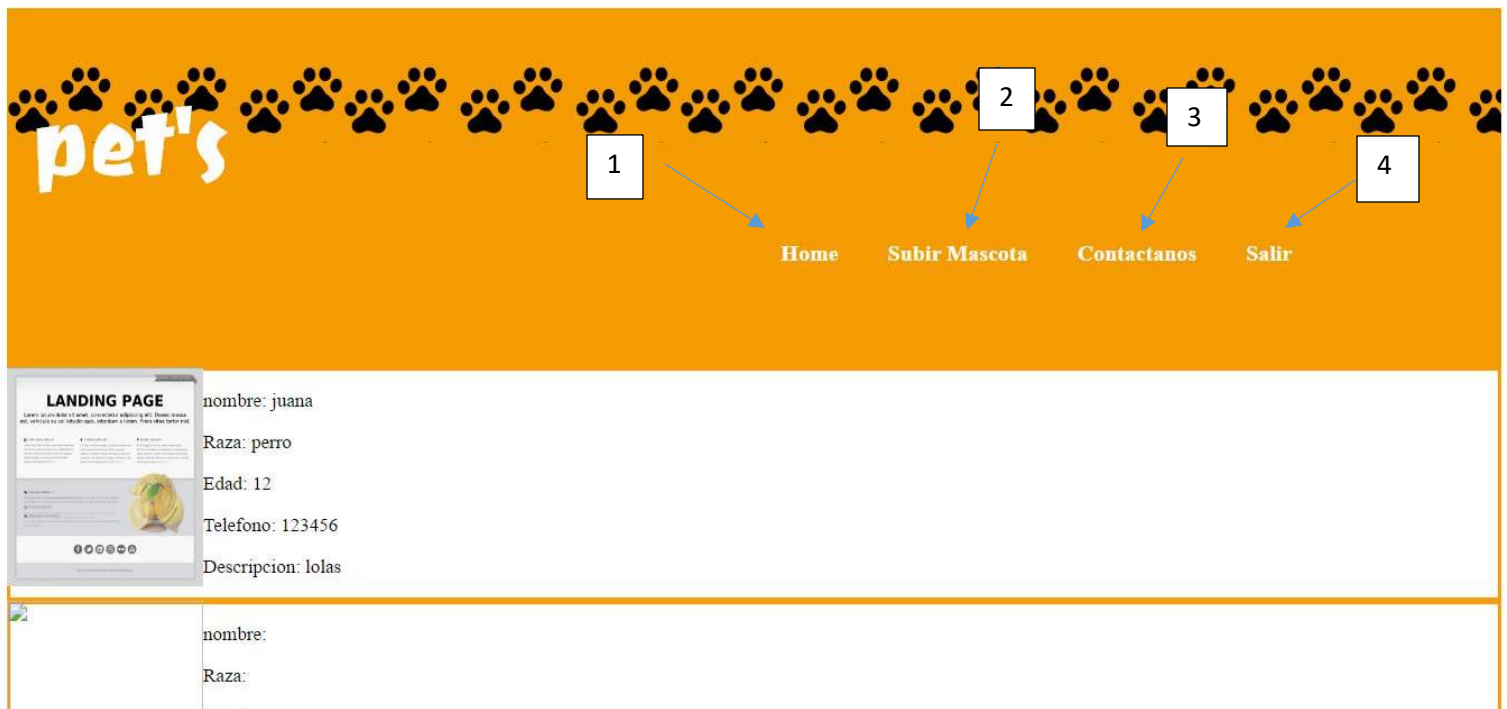 pet's
1
2
3
4
Home Subir Mascota Contactanos Salir
LANDING PAGE
nombre: juana
Raza: perro
Edad: 12
Telefono: 123456
Descripcion: lolas
nombre:
Raza: